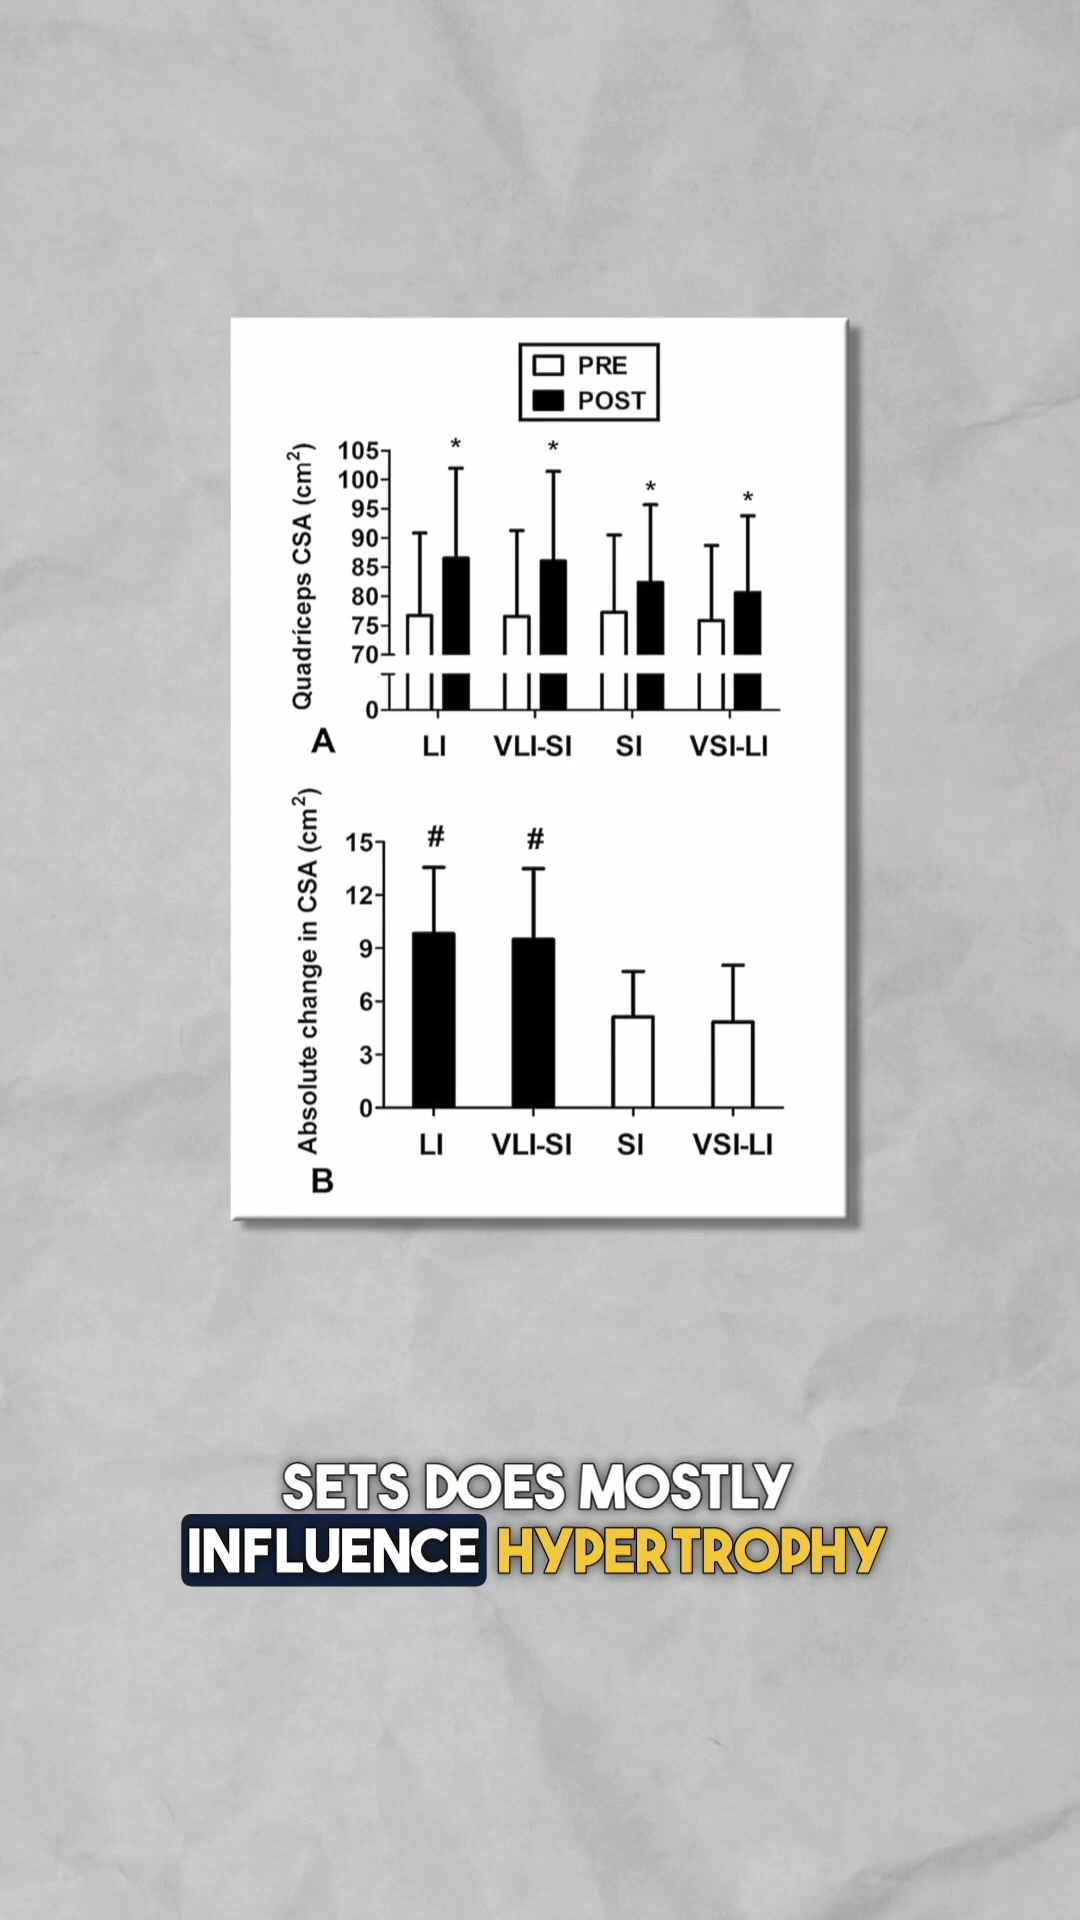 PRE
POST
Quadríceps CSA (cm²)
105
100
95
90
85
80
75
70
0
*
*
*
*
LI VLI-SI SI VSI-LI
A
Absolute change in CSA (cm²)
15
12
9
6
3
0
#
#
LI VLI-SI SI VSI-LI
B
SETS DOES MOSTLY
INFLUENCE HYPERTROPHY